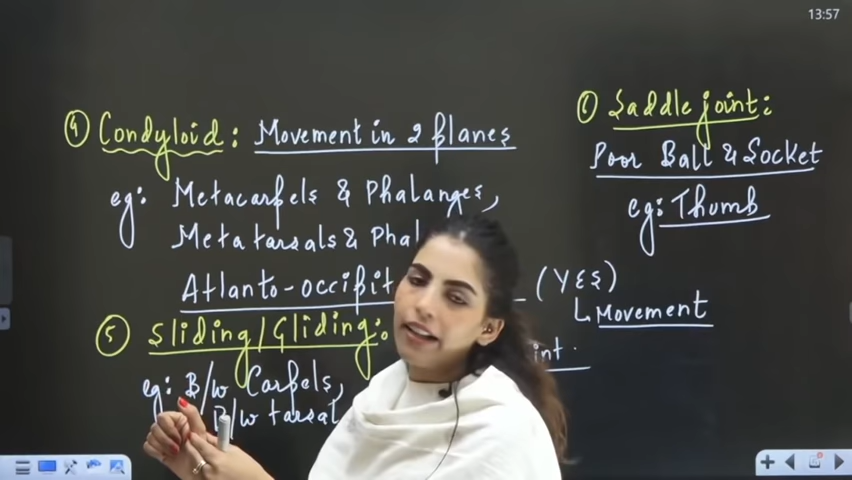 13:57
④ Condyloid: Movement in 2 planes
eg: Metacarpels & Phalanges,
Metatarsals & Phal
Atlanto-occipit
(YES)
Movement
⑤ Sliding/Gliding:
int.
eg: B/w Carpels,
B/w tarsal
⑥ Saddle joint:
Poor Ball & Socket
eg: Thumb